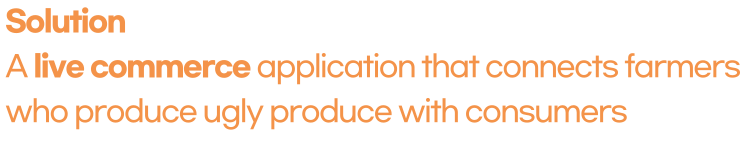 Solution
A live commerce application that connects farmers
who produce ugly produce with consumers